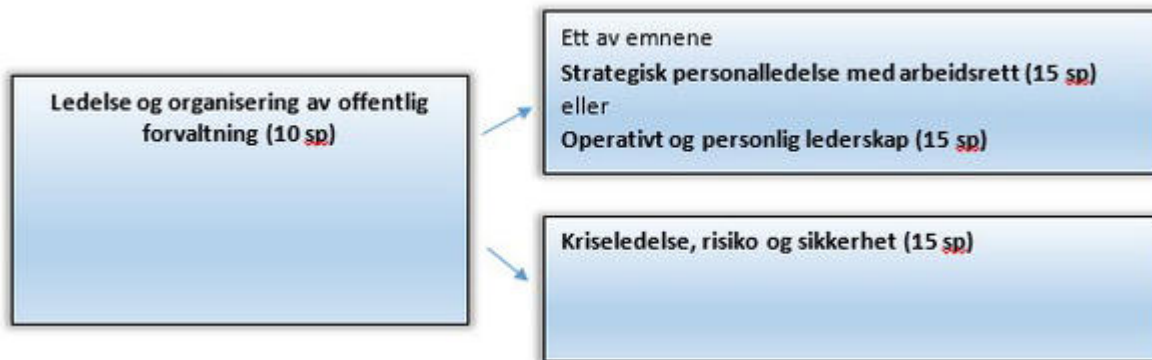 Ledelse og organisering av offentlig
forvaltning (10 sp)
Ett av emnene
Strategisk personalledelse med arbeidsrett (15 sp)
eller
Operativt og personlig lederskap (15 sp)
Kriseledelse, risiko og sikkerhet (15 sp)